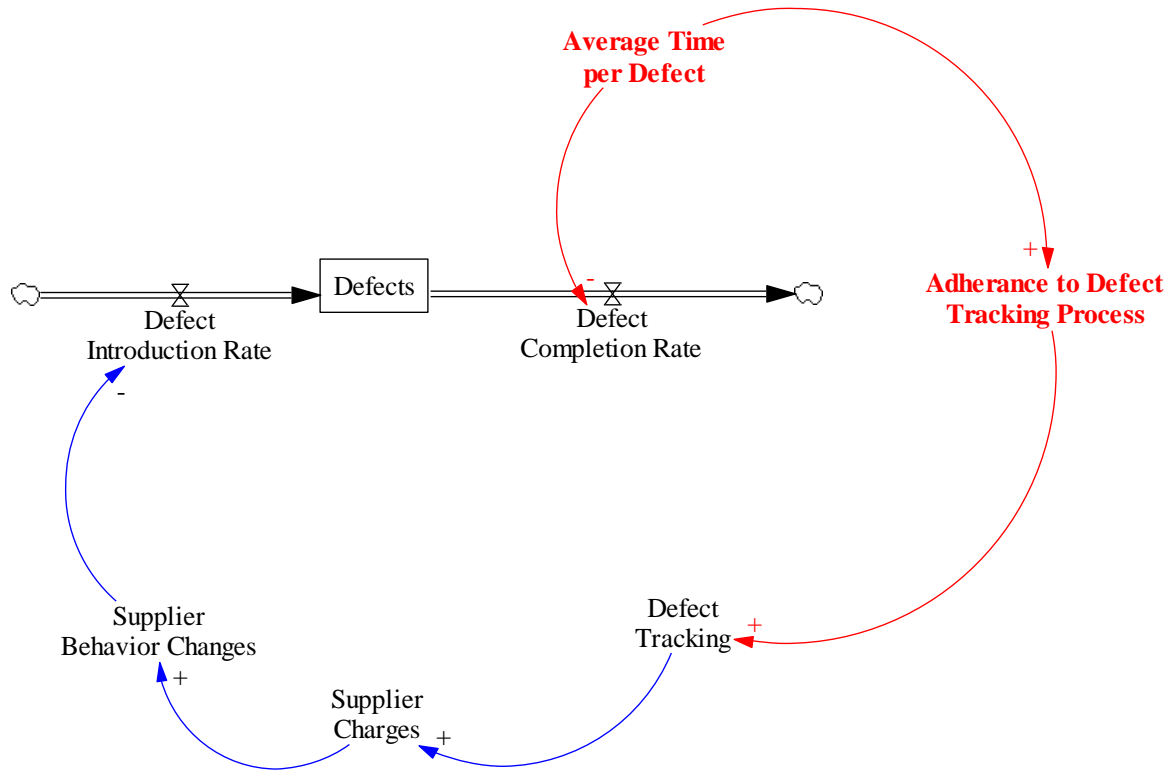 Average Time
per Defect
+
Adherance to Defect
Tracking Process
-
Defects
Defect
Introduction Rate
Defect
Completion Rate
-
Supplier
Behavior Changes
+
Defect
Tracking
+
Supplier
Charges
+